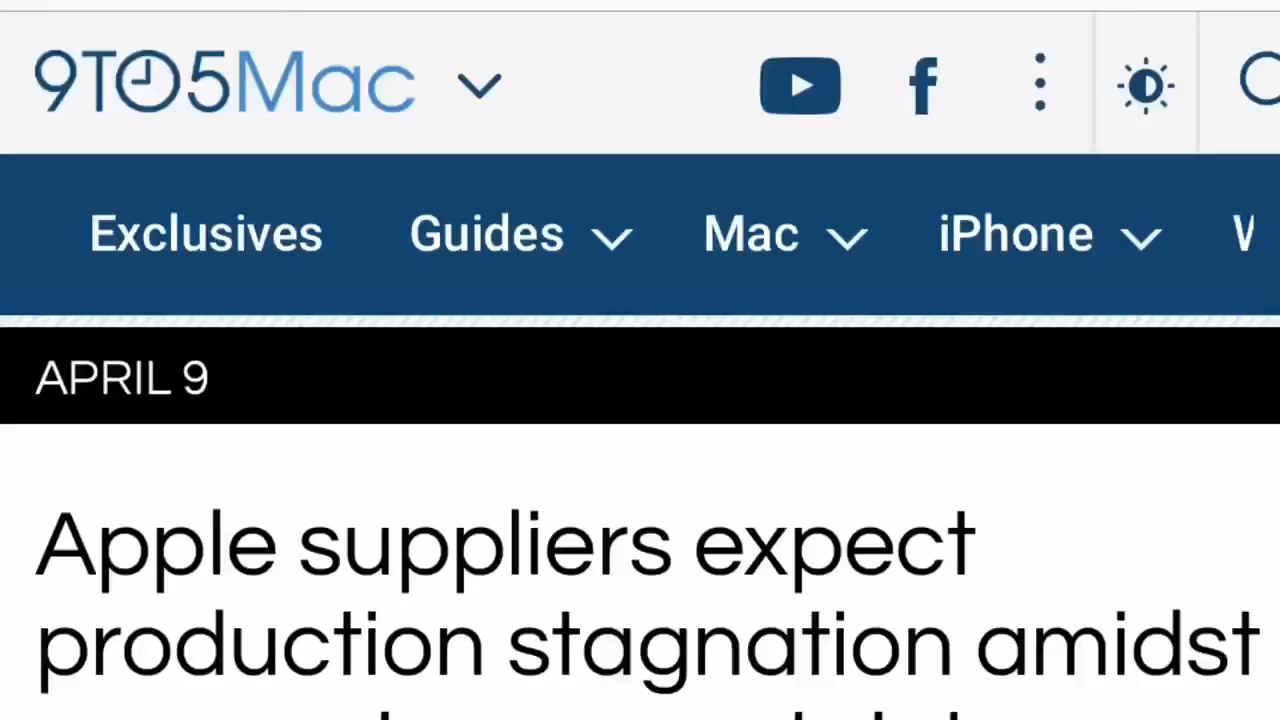 9TO5Mac
Exclusives Guides Mac iPhone
APRIL 9
Apple suppliers expect
production stagnation amidst